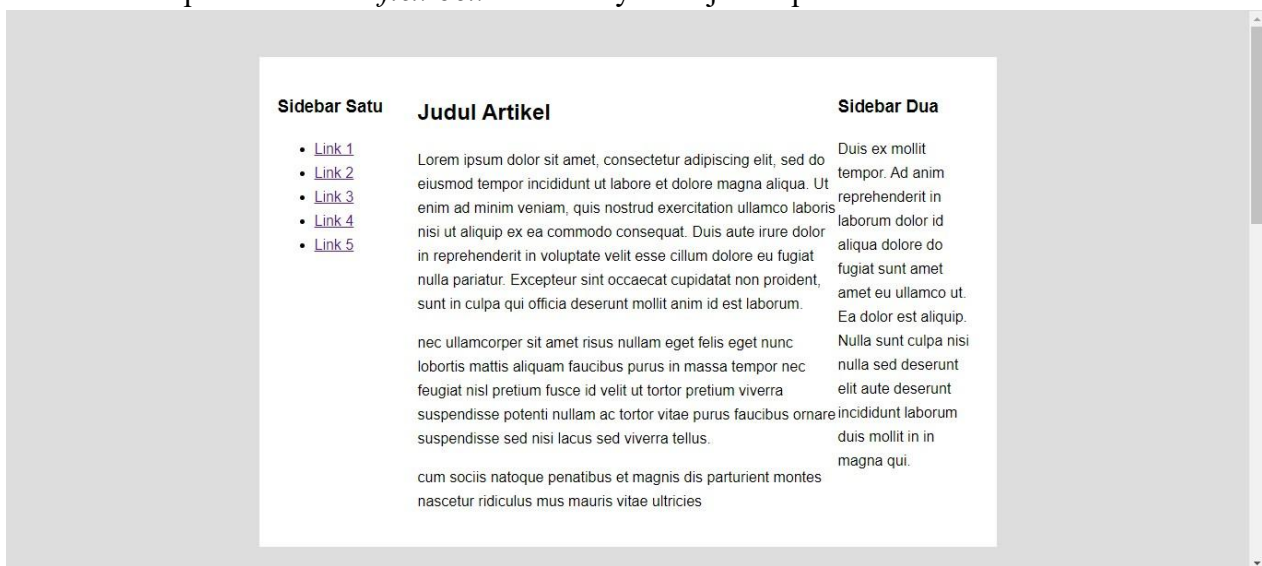 Sidebar Satu
Link 1
Link 2
Link 3
Link 4
Link 5
Judul Artikel
Lorem ipsum dolor sit amet, consectetur adipiscing elit, sed do
eiusmod tempor incididunt ut labore et dolore magna aliqua. Ut
enim ad minim veniam, quis nostrud exercitation ullamco laboris
nisi ut aliquip ex ea commodo consequat. Duis aute irure dolor
in reprehenderit in voluptate velit esse cillum dolore eu fugiat
nulla pariatur. Excepteur sint occaecat cupidatat non proident,
sunt in culpa qui officia deserunt mollit anim id est laborum.
nec ullamcorper sit amet risus nullam eget felis eget nunc
lobortis mattis aliquam faucibus purus in massa tempor nec
feugiat nisl pretium fusce id velit ut tortor pretium viverra
suspendisse potenti nullam ac tortor vitae purus faucibus ornare
suspendisse sed nisi lacus sed viverra tellus.
cum sociis natoque penatibus et magnis dis parturient montes
nascetur ridiculus mus mauris vitae ultricies
Sidebar Dua
Duis ex mollit
tempor. Ad anim
reprehenderit in
laborum dolor id
aliqua dolore do
fugiat sunt amet
amet eu ullamco ut.
Ea dolor est aliquip.
Nulla sunt culpa nisi
nulla sed deserunt
elit aute deserunt
incididunt laborum
duis mollit in in
magna qui.